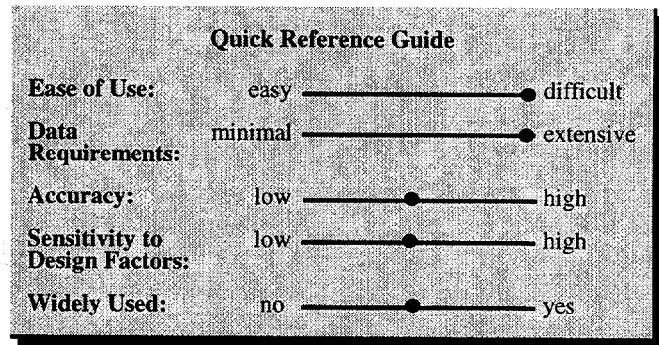 Quick Reference Guide
Ease of Use: easy difficult
Data
Requirements: minimal extensive
Accuracy: low high
Sensitivity to
Design Factors: low high
Widely Used: no yes